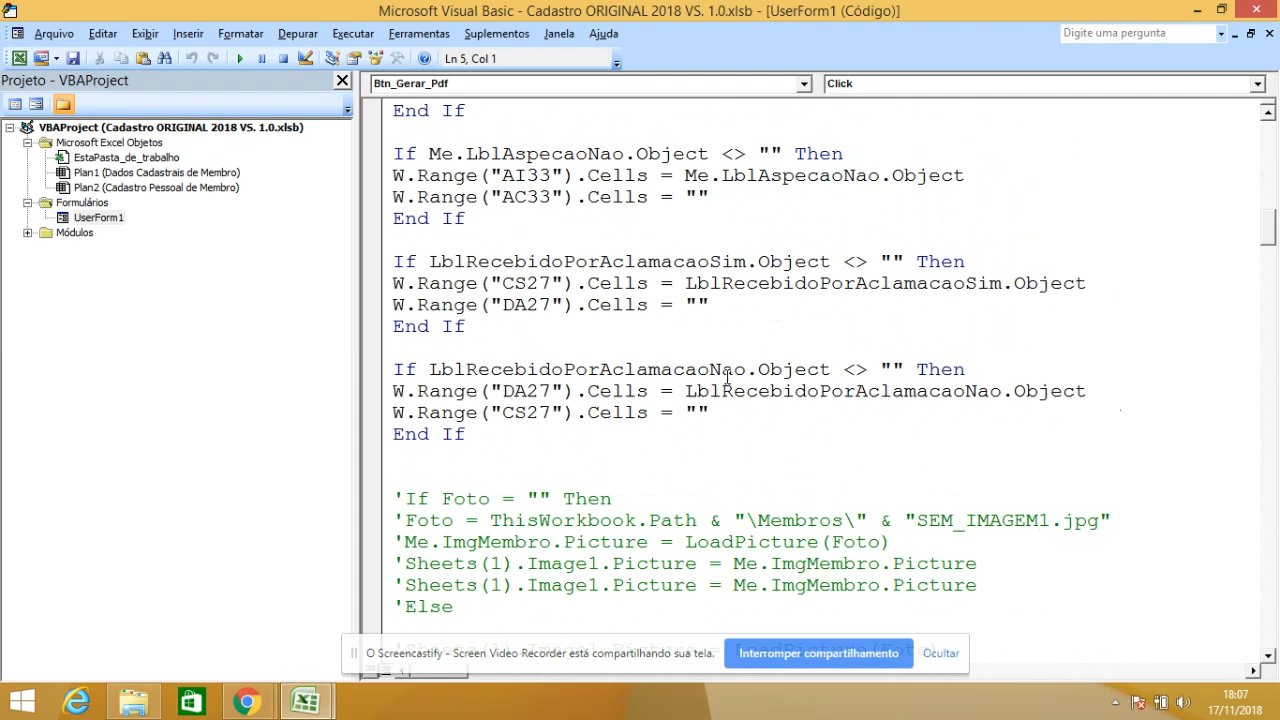 Microsoft Visual Basic - Cadastro ORIGINAL 2018 VS. 1.0.xlsb - [UserForm1 (Código)]
Arquivo Editar Exibir Inserir Formatar Depurar Executar Ferramentas Suplementos Janela Ajuda Digite uma pergunta
Ln 5, Col 1
Projeto - VBAProject
Btn_Gerar_Pdf Click
VBAProject (Cadastro ORIGINAL 2018 VS. 1.0.xlsb)
Microsoft Excel Objetos
EstaPasta_de_trabalho
Plan1 (Dados Cadastrais de Membro)
Plan2 (Cadastro Pessoal de Membro)
Formulários
UserForm1
Módulos
End If
If Me.LblAspecaoNao.Object <> "" Then
W.Range("AI33").Cells = Me.LblAspecaoNao.Object
W.Range("AC33").Cells = ""
End If
If LblRecebidoPorAclamacaoSim.Object <> "" Then
W.Range("CS27").Cells = LblRecebidoPorAclamacaoSim.Object
W.Range("DA27").Cells = ""
End If
If LblRecebidoPorAclamacaoNao.Object <> "" Then
W.Range("DA27").Cells = LblRecebidoPorAclamacaoNao.Object
W.Range("CS27").Cells = ""
End If
'If Foto = "" Then
'Foto = ThisWorkbook.Path & "\Membros\" & "SEM_IMAGEM1.jpg"
'Me.ImgMembro.Picture = LoadPicture(Foto)
'Sheets(1).Image1.Picture = Me.ImgMembro.Picture
'Sheets(1).Image1.Picture = Me.ImgMembro.Picture
'Else
O Screencastify - Screen Video Recorder está compartilhando sua tela. Interromper compartilhamento Ocultar
18:07
17/11/2018